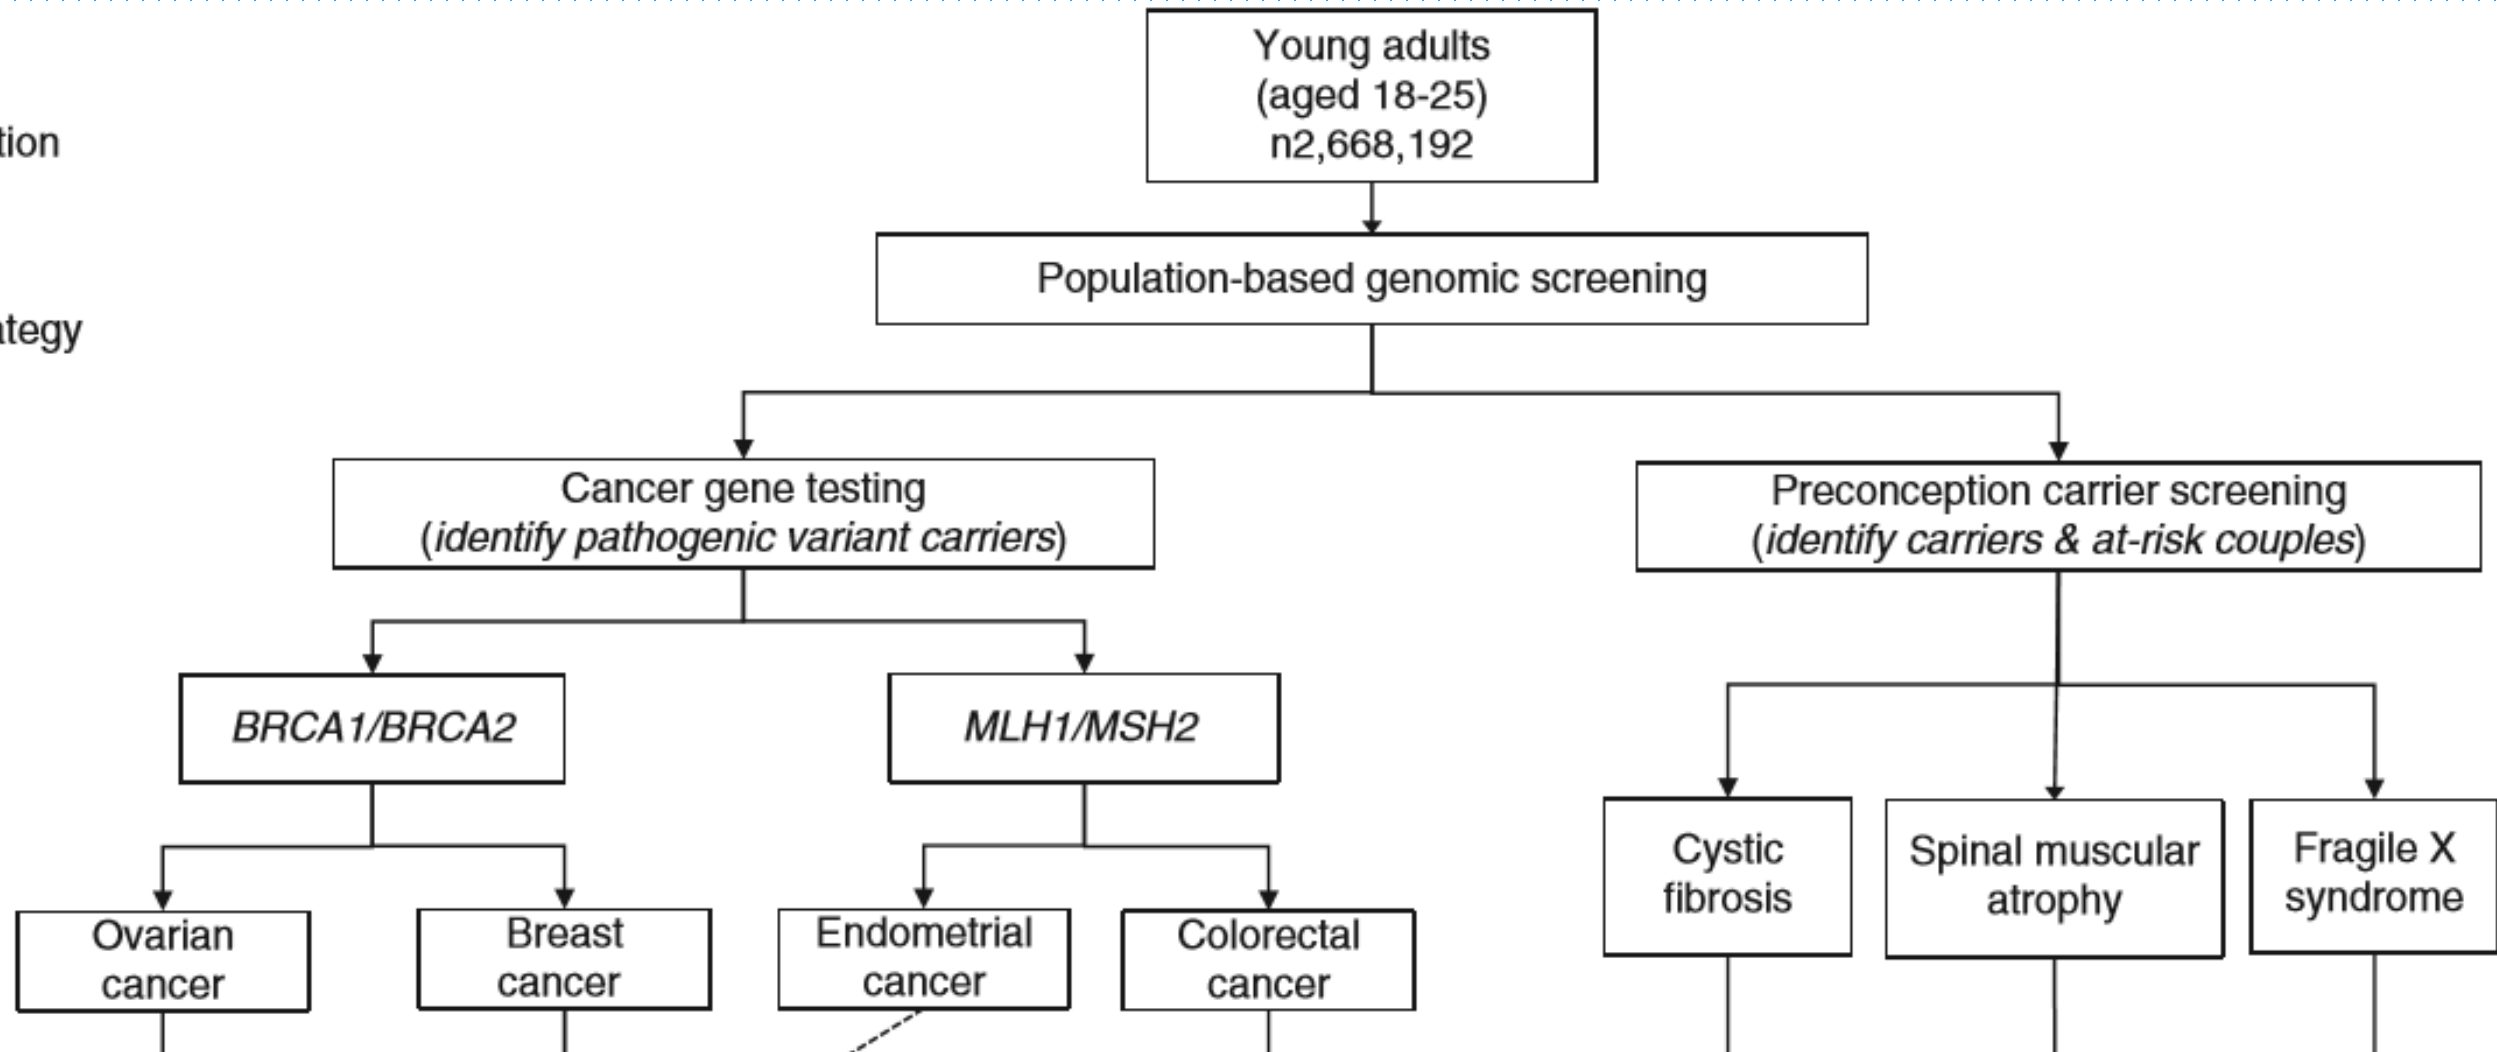 Young adults
(aged 18-25)
n2,668,192
tion
Population-based genomic screening
ategy
Cancer gene testing
(identify pathogenic variant carriers)
Preconception carrier screening
(identify carriers & at-risk couples)
BRCA1/BRCA2
MLH1/MSH2
Cystic
fibrosis
Spinal muscular
atrophy
Fragile X
syndrome
Ovarian
cancer
Breast
cancer
Endometrial
cancer
Colorectal
cancer